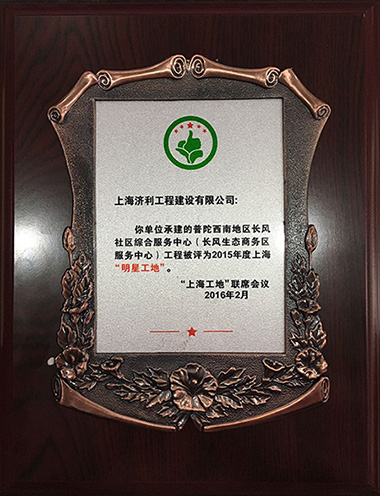 上海济利工程建设有限公司:
你单位承建的普陀西南地区长风
社区综合服务中心（长风生态商务区
服务中心）工程被评为2015年度上海
“明星工地”。
“上海工地”联席会议
2016年2月